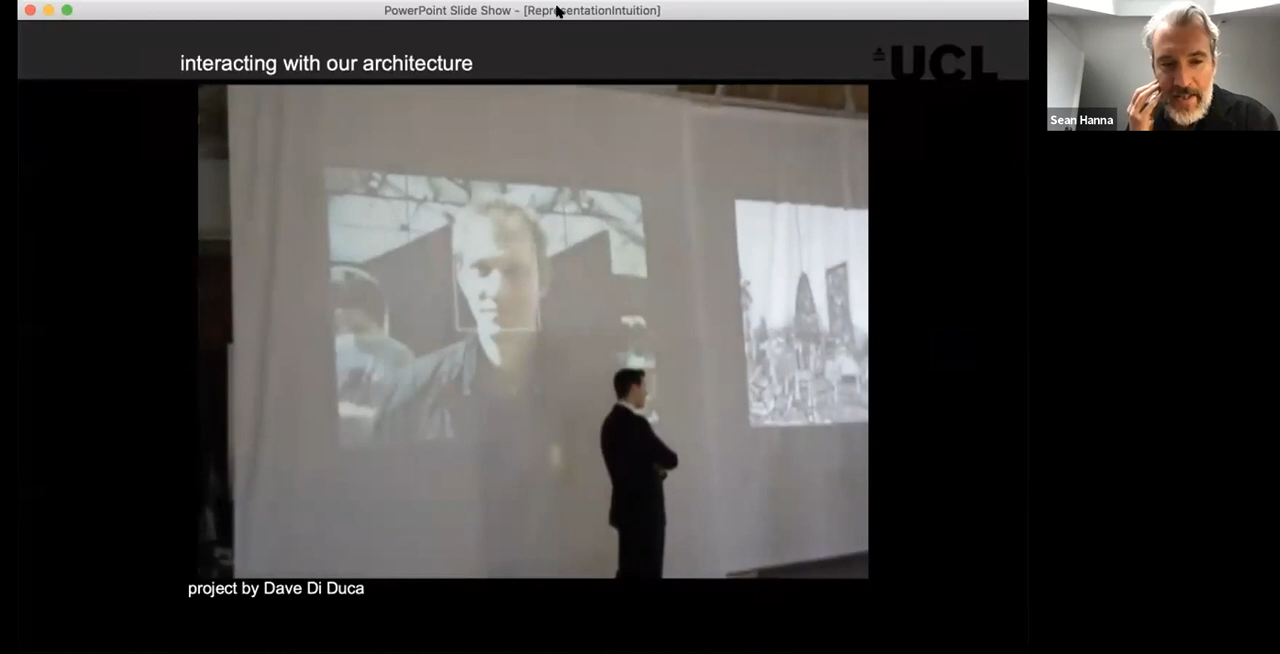 PowerPoint Slide Show - [RepresentationIntuition]
interacting with our architecture
UCL
Sean Hanna
project by Dave Di Duca